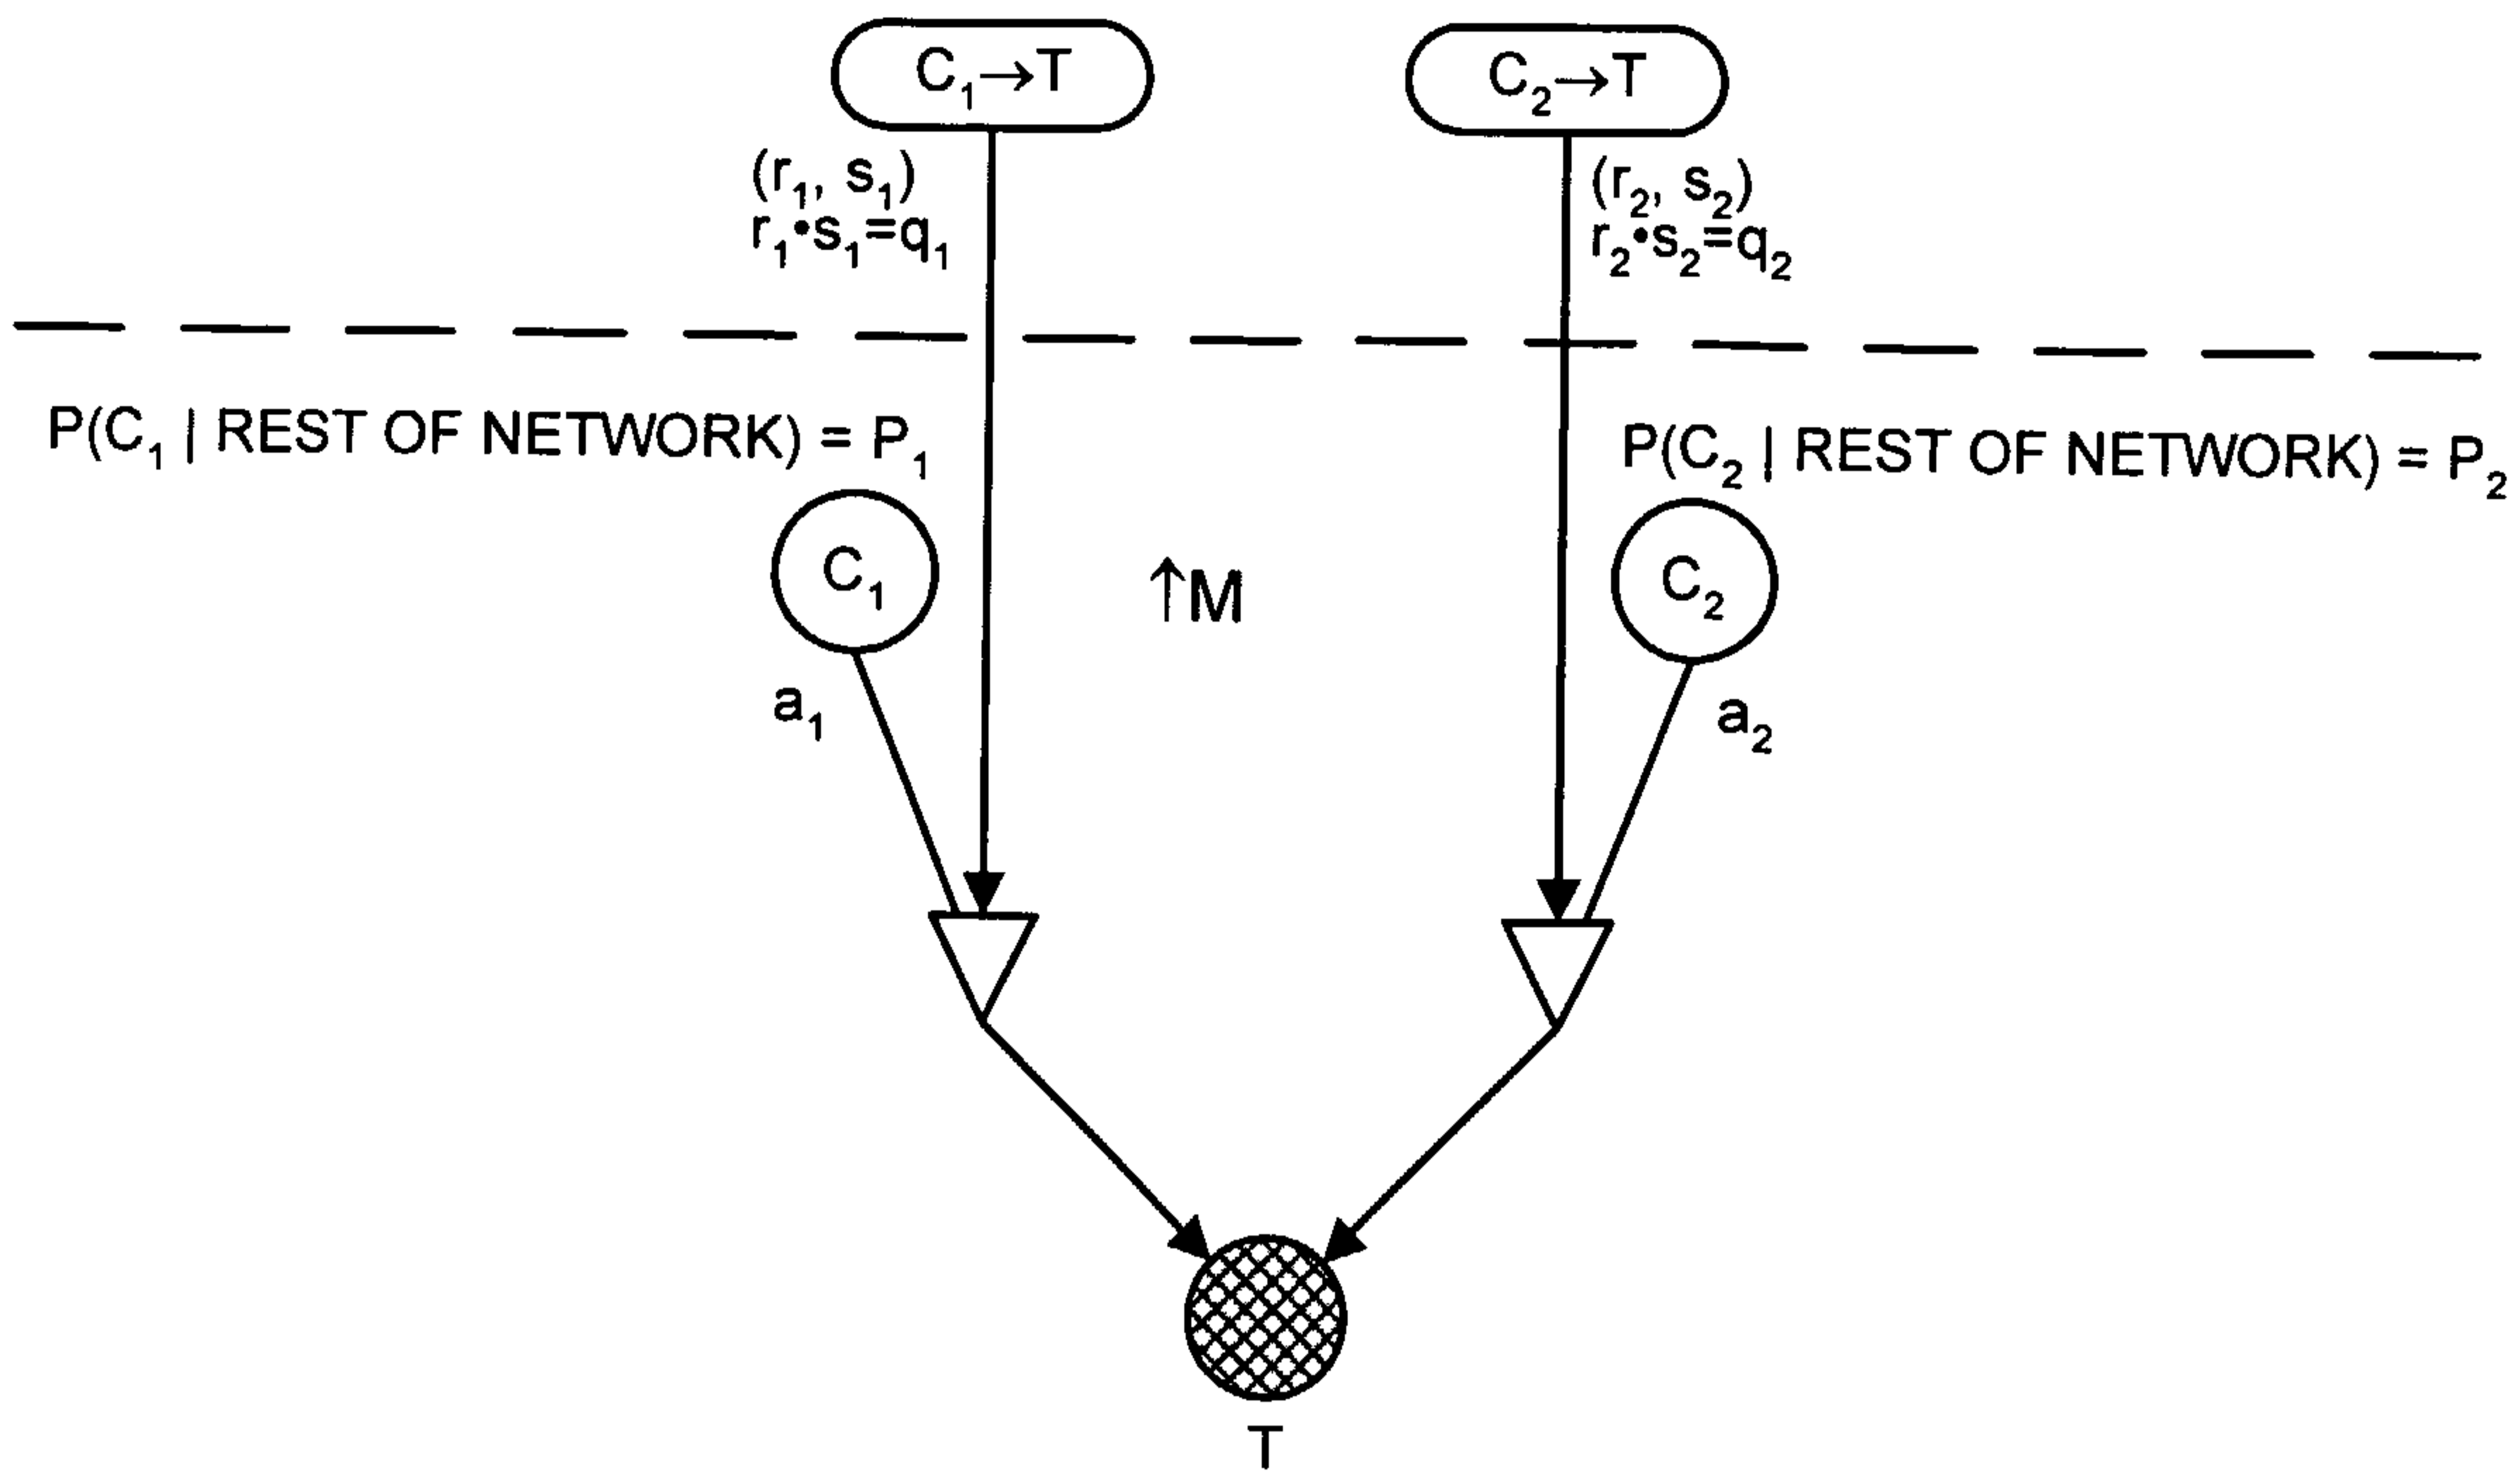 C₁→T
C₂→T
(r₁, s₁)
r₁•s₁=q₁
(r₂, s₂)
r₂•s₂=q₂
P(C₁ | REST OF NETWORK) = P₁
P(C₂ | REST OF NETWORK) = P₂
C₁
↑M
C₂
a₁
a₂
T